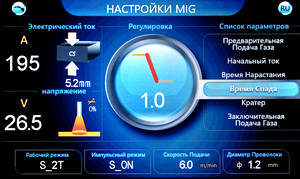 НАСТРОЙКИ MIG
RU
Электрический ток
A
195
CS
5.2mm
напряжение
V
26.5
0%
Регулировка
1.0
Список параметров
Предварительная
Подача Газа
Начальный ток
Время Нарастания
Время Спада
Кратер
Заключительная
Подача Газа
Рабочий режим
S_2T
Импульсный режим
S_ON
Скорость Подачи
6.0 m/min
Диаметр Проволоки
Φ 1.2 mm